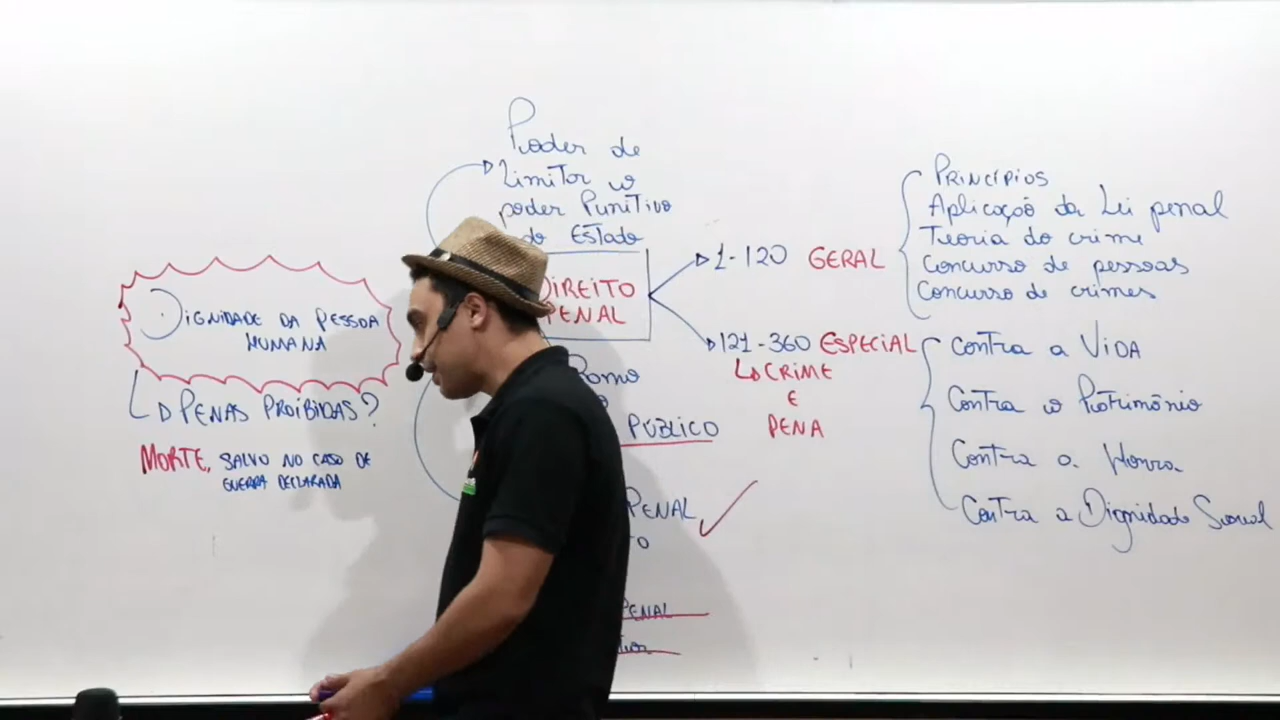 Poder de
Limitar o
poder Punitivo
do Estado
DIREITO
PENAL
1-120 GERAL
PRINCÍPIOS
Aplicação da Lei penal
Teoria do crime
Concurso de pessoas
Concurso de crimes
121-360 ESPECIAL
CRIME
E
PENA
Contra a VIDA
Contra o Patrimônio
Contra a Honra
Contra a Dignidade Sexual
DIGNIDADE DA PESSOA
HUMANA
PENAS PROIBIDAS?
MORTE, SALVO NO CASO DE
GUERRA DECLARADA
PÚBLICO
PENAL
PENAL